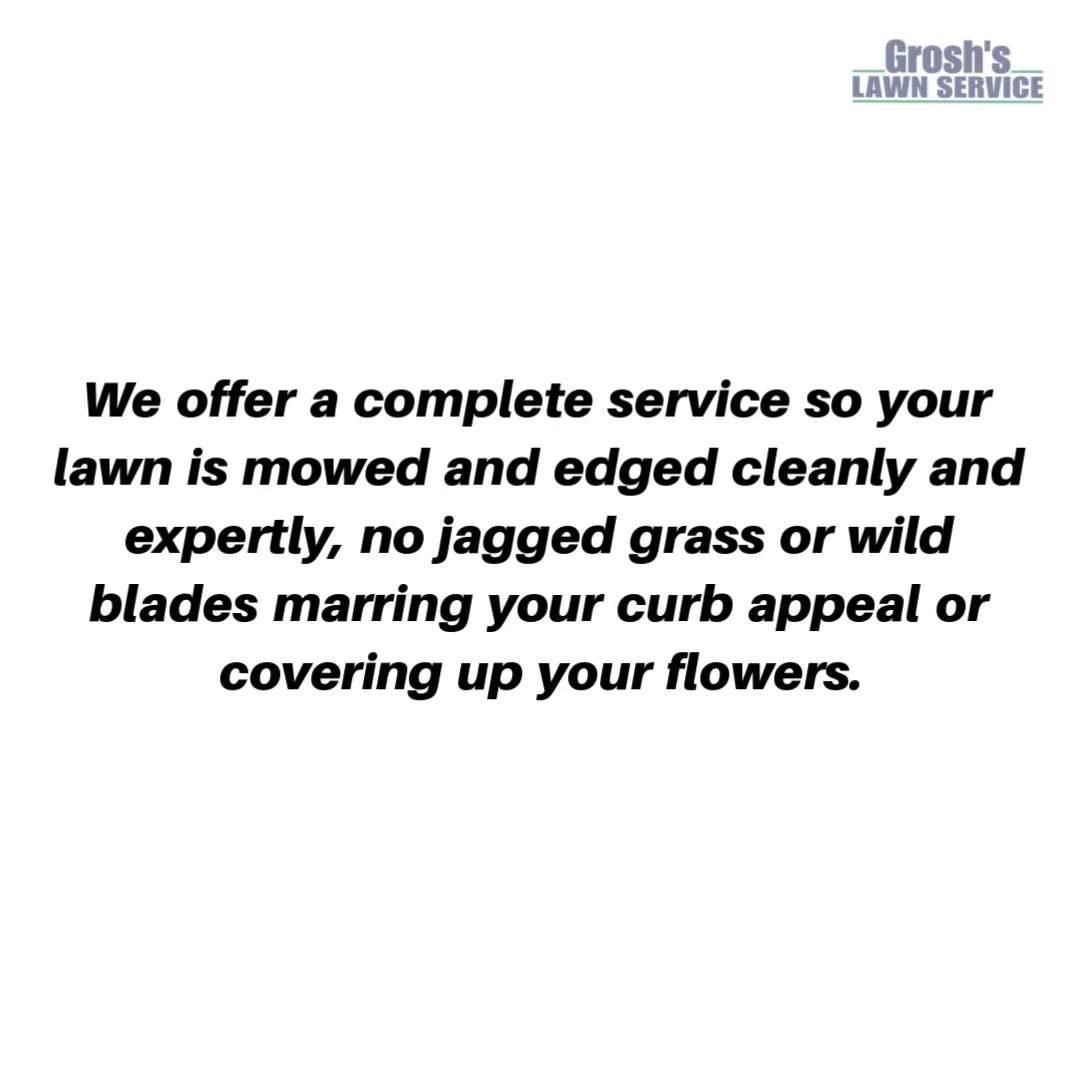 Grosh's
LAWN SERVICE
We offer a complete service so your
lawn is mowed and edged cleanly and
expertly, no jagged grass or wild
blades marring your curb appeal or
covering up your flowers.